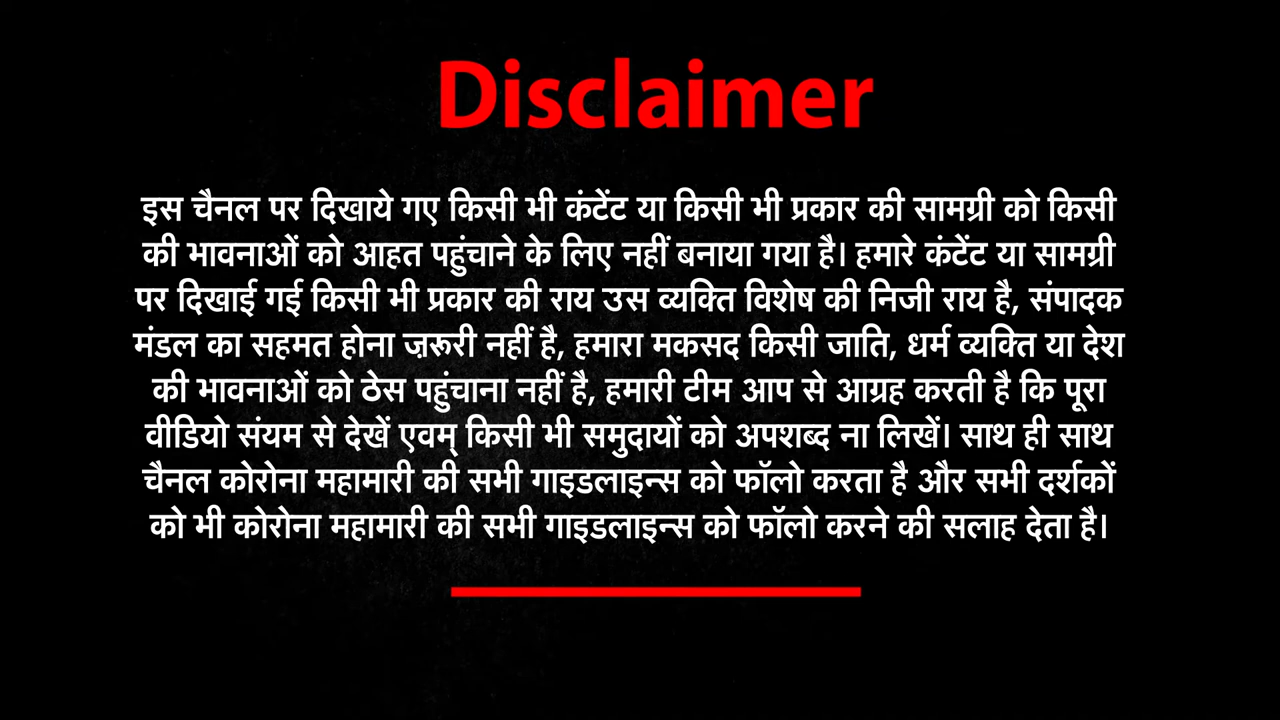 Disclaimer
इस चैनल पर दिखाये गए किसी भी कंटेंट या किसी भी प्रकार की सामग्री को किसी
की भावनाओं को आहत पहुंचाने के लिए नहीं बनाया गया है। हमारे कंटेंट या सामग्री
पर दिखाई गई किसी भी प्रकार की राय उस व्यक्ति विशेष की निजी राय है, संपादक
मंडल का सहमत होना ज़रूरी नहीं है, हमारा मकसद किसी जाति, धर्म व्यक्ति या देश
की भावनाओं को ठेस पहुंचाना नहीं है, हमारी टीम आप से आग्रह करती है कि पूरा
वीडियो संयम से देखें एवम् किसी भी समुदायों को अपशब्द ना लिखें। साथ ही साथ
चैनल कोरोना महामारी की सभी गाइडलाइन्स को फॉलो करता है और सभी दर्शकों
को भी कोरोना महामारी की सभी गाइडलाइन्स को फॉलो करने की सलाह देता है।